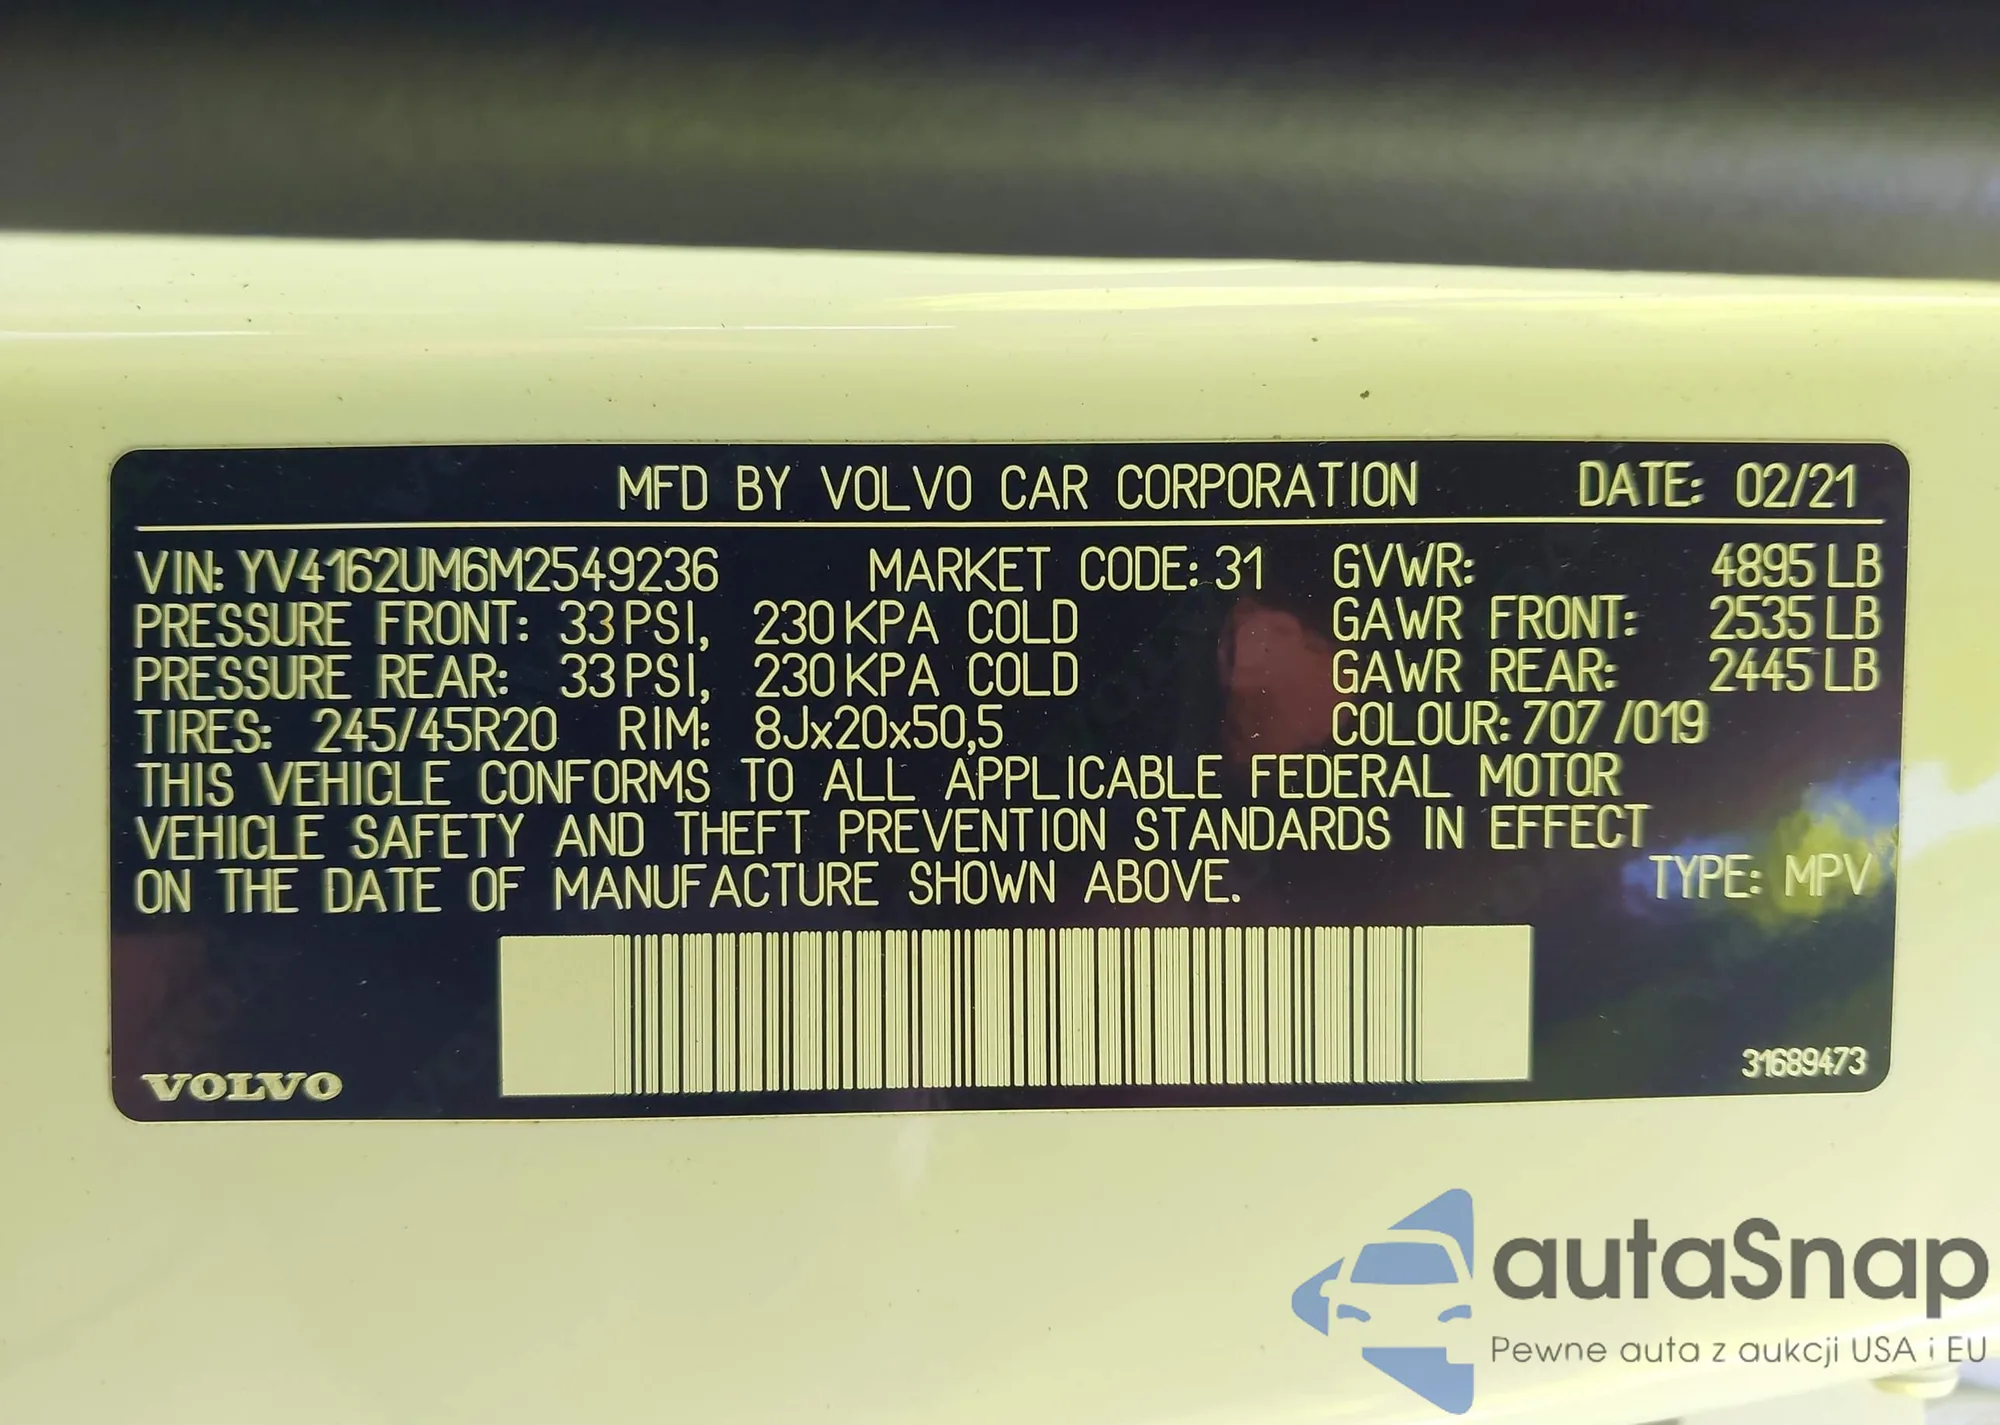 MFD BY VOLVO CAR CORPORATION DATE: 02/21
VIN: YV4162UM6M2549236 MARKET CODE: 31 GVWR: 4895 LB
PRESSURE FRONT: 33 PSI, 230 KPA COLD GAWR FRONT: 2535 LB
PRESSURE REAR: 33 PSI, 230 KPA COLD GAWR REAR: 2445 LB
TIRES: 245/45R20 RIM: 8Jx20x50,5 COLOUR: 707 /019
THIS VEHICLE CONFORMS TO ALL APPLICABLE FEDERAL MOTOR
VEHICLE SAFETY AND THEFT PREVENTION STANDARDS IN EFFECT
ON THE DATE OF MANUFACTURE SHOWN ABOVE. TYPE: MPV
VOLVO 31689473
autaSnap
Pewne auta z aukcji USA i EU